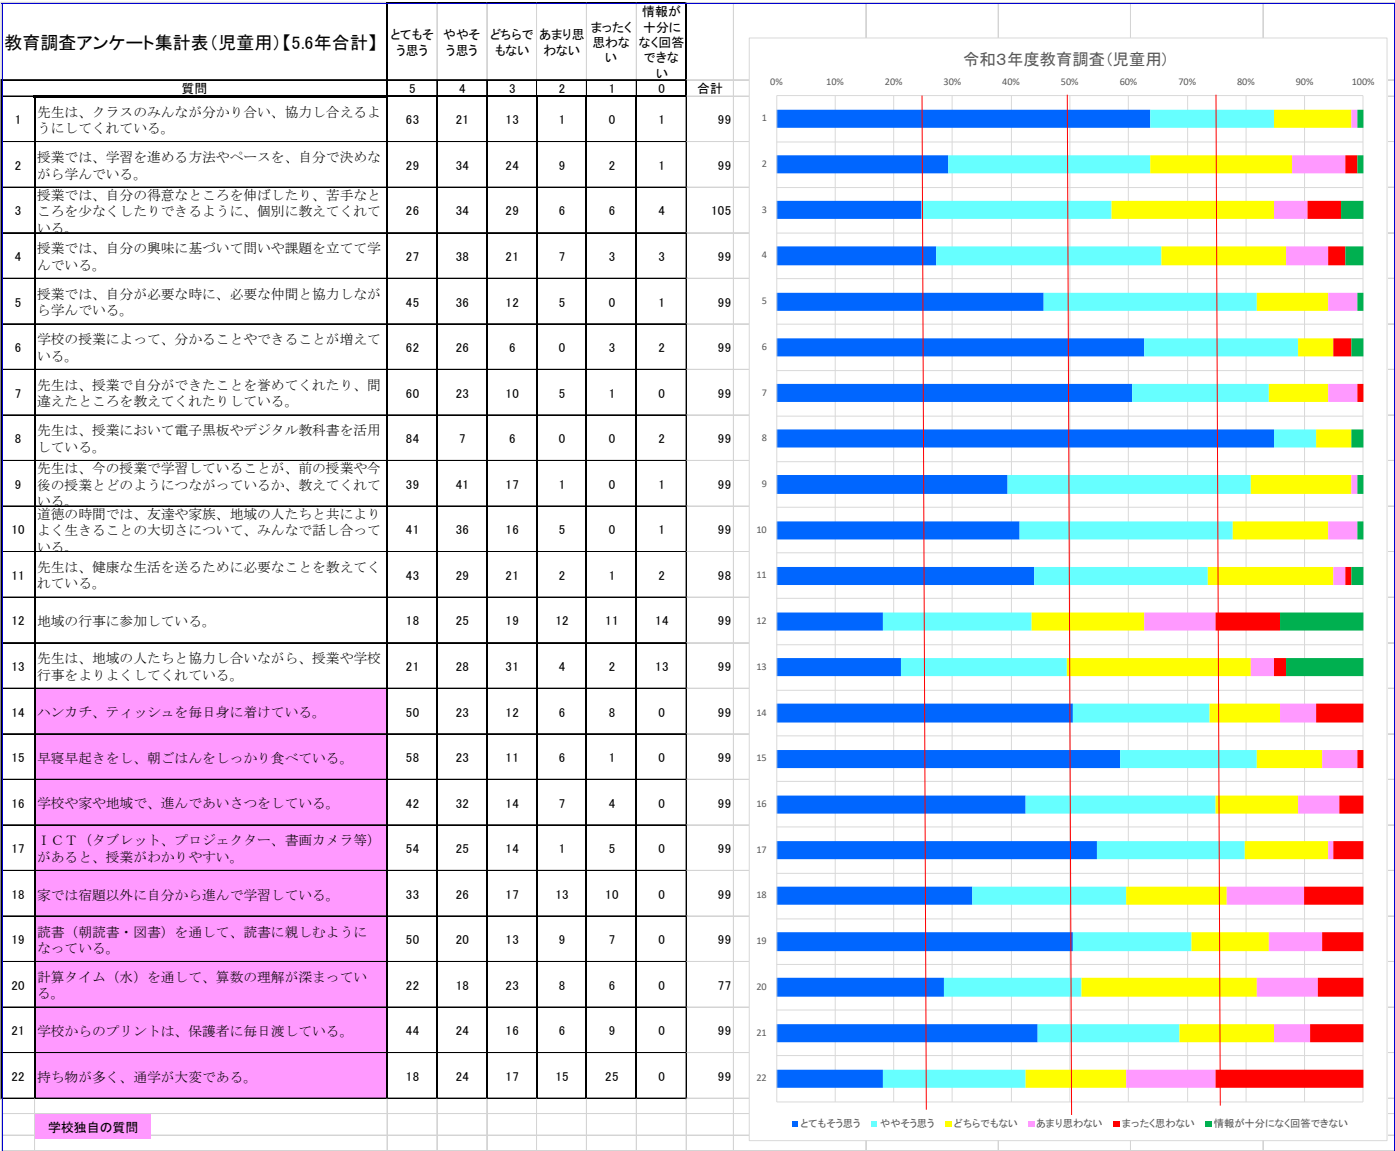 教育調査アンケート集計表(児童用)【5.6年合計】
とてもそう思う
ややそう思う
どちらでもない
あまり思わない
まったく思わない
情報が十分になく回答できない
質問 5 4 3 2 1 0 合計
1 先生は、クラスのみんなが分かり合い、協力し合えるよ
うにしてくれている。 63 21 13 1 0 1 99
2 授業では、学習を進める方法やペースを、自分で決めな
がら学んでいる。 29 34 24 9 2 1 99
3 授業では、自分の得意なところを伸ばしたり、苦手なと
ころを少なくしたりできるように、個別に教えてくれて
いる。 26 34 29 6 6 4 105
4 授業では、自分の興味に基づいて問いや課題を立てて学
んでいる。 27 38 21 7 3 3 99
5 授業では、自分が必要な時に、必要な仲間と協力しなが
ら学んでいる。 45 36 12 5 0 1 99
6 学校の授業によって、分かることやできることが増えて
いる。 62 26 6 0 3 2 99
7 先生は、授業で自分ができたことを誉めてくれたり、間
違えたところを教えてくれたりしている。 60 23 10 5 1 0 99
8 先生は、授業において電子黒板やデジタル教科書を活用
している。 84 7 6 0 0 2 99
9 先生は、今の授業で学習していることが、前の授業や今
後の授業とどのようにつながっているか、教えてくれて
いる。 39 41 17 1 0 1 99
10 道徳の時間では、友達や家族、地域の人たちと共により
よく生きることの大切さについて、みんなで話し合って
いる。 41 36 16 5 0 1 99
11 先生は、健康な生活を送るために必要なことを教えてく
れている。 43 29 21 2 1 2 98
12 地域の行事に参加している。 18 25 19 12 11 14 99
13 先生は、地域の人たちと協力し合いながら、授業や学校
行事をよりよくしてくれている。 21 28 31 4 2 13 99
14 ハンカチ、ティッシュを毎日身に着けている。 50 23 12 6 8 0 99
15 早寝早起きをし、朝ごはんをしっかり食べている。 58 23 11 6 1 0 99
16 学校や家や地域で、進んであいさつをしている。 42 32 14 7 4 0 99
17 ICT(タブレット、プロジェクター、書画カメラ等)
があると、授業がわかりやすい。 54 25 14 1 5 0 99
18 家では宿題以外に自分から進んで学習している。 33 26 17 13 10 0 99
19 読書(朝読書・図書)を通して、読書に親しむように
なっている。 50 20 13 9 7 0 99
20 計算タイム(水)を通して、算数の理解が深まってい
る。 22 18 23 8 6 0 77
21 学校からのプリントは、保護者に毎日渡している。 44 24 16 6 9 0 99
22 持ち物が多く、通学が大変である。 18 24 17 15 25 0 99
学校独自の質問
令和3年度教育調査(児童用)
0% 10% 20% 30% 40% 50% 60% 70% 80% 90% 100%
1
2
3
4
5
6
7
8
9
10
11
12
13
14
15
16
17
18
19
20
21
22
とてもそう思う ややそう思う どちらでもない あまり思わない まったく思わない 情報が十分になく回答できない